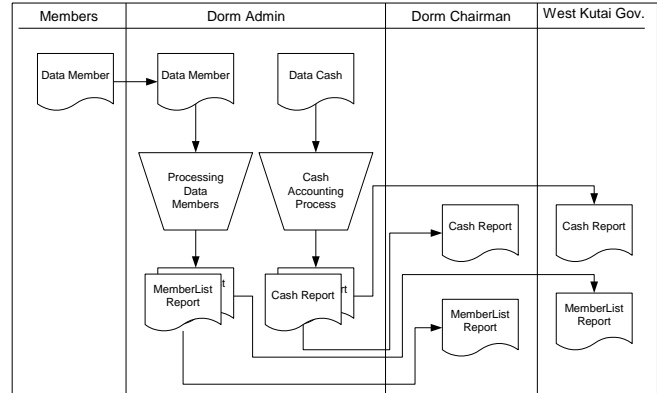 Members
Dorm Admin
Dorm Chairman
West Kutai Gov.
Data Member
Data Member
Data Cash
Processing
Data
Members
Cash
Accounting
Process
Cash Report
Cash Report
MemberList
Report
t
Cash Report
rt
MemberList
Report
MemberList
Report